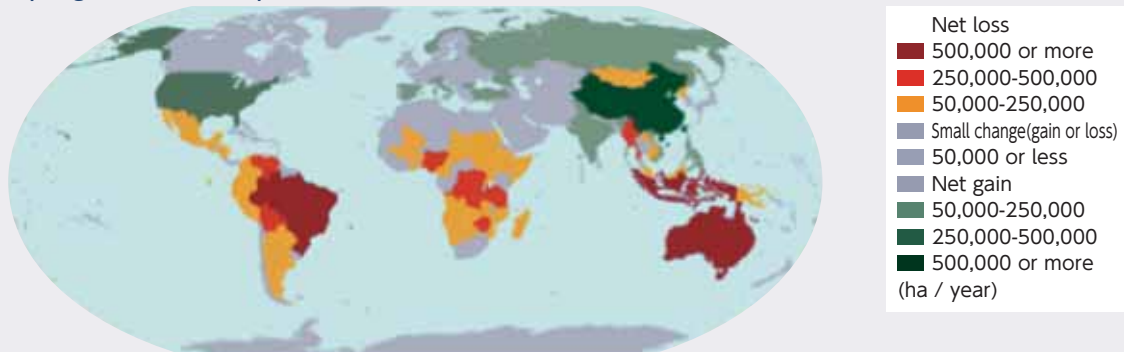 Net loss
500,000 or more
250,000-500,000
50,000-250,000
Small change(gain or loss)
50,000 or less
Net gain
50,000-250,000
250,000-500,000
500,000 or more
(ha / year)